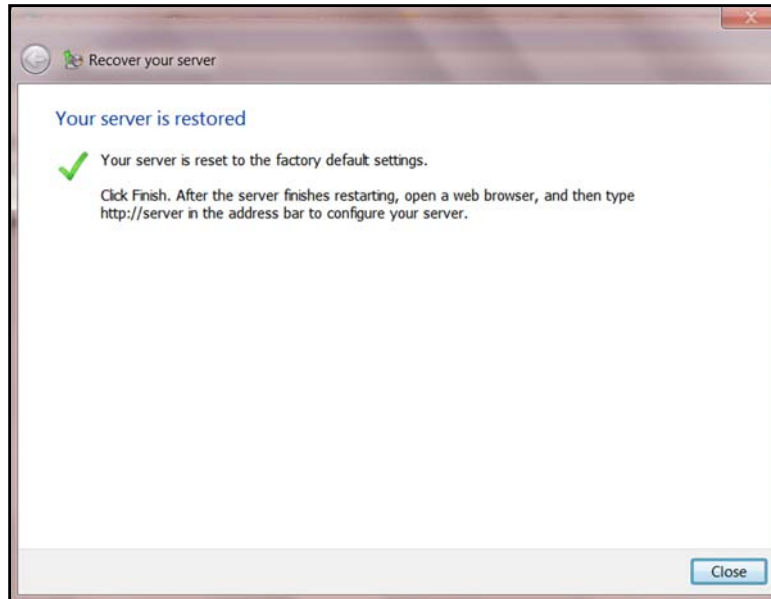 Recover your server
Your server is restored
Your server is reset to the factory default settings.
Click Finish. After the server finishes restarting, open a web browser, and then type
http://server in the address bar to configure your server.
Close